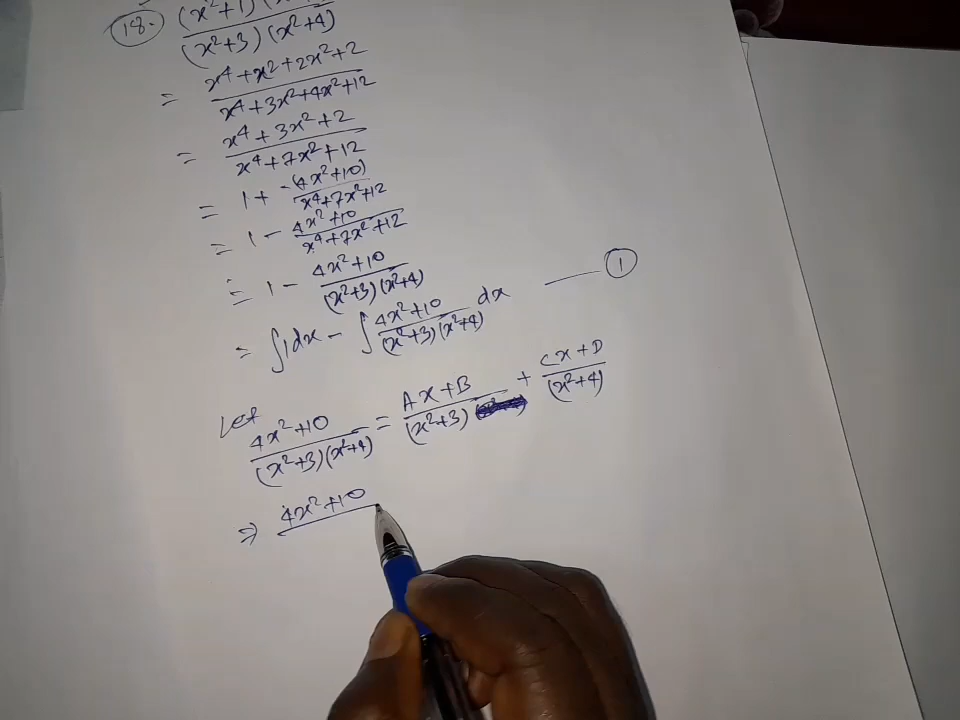 18. (x²+1) (x / (x²+3) (x²+4)
= x⁴ + x² + 2x² + 2 / x⁴ + 3x² + 4x² + 12
= x⁴ + 3x² + 2 / x⁴ + 7x² + 12
= 1 + -(4x² + 10) / x⁴ + 7x² + 12
= 1 - 4x² + 10 / x⁴ + 7x² + 12
= 1 - 4x² + 10 / (x²+3) (x²+4)
= ∫1dx - ∫ 4x² + 10 / (x²+3) (x²+4) dx —— ①
Let
4x² + 10 / (x²+3) (x²+4) = Ax + B / (x²+3) + Cx + D / (x²+4)
⇒ 4x² + 10